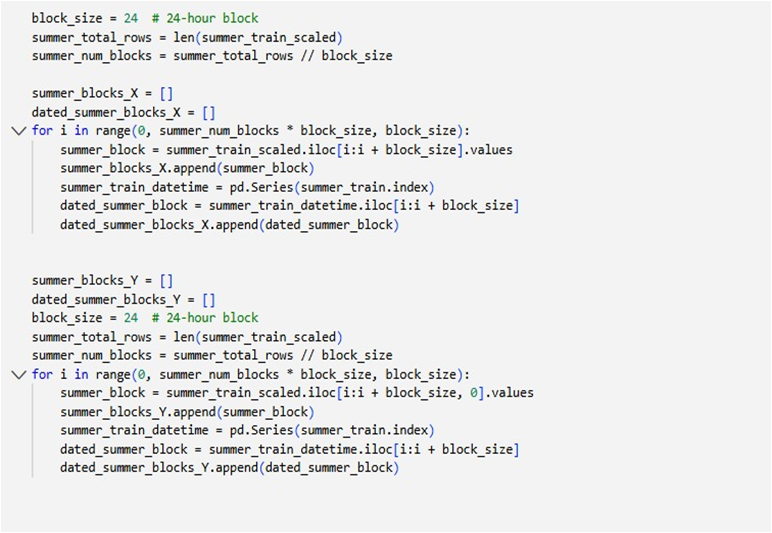 block_size = 24  # 24-hour block
summer_total_rows = len(summer_train_scaled)
summer_num_blocks = summer_total_rows // block_size

summer_blocks_X = []
dated_summer_blocks_X = []
for i in range(0, summer_num_blocks * block_size, block_size):
    summer_block = summer_train_scaled.iloc[i:i + block_size].values
    summer_blocks_X.append(summer_block)
    summer_train_datetime = pd.Series(summer_train.index)
    dated_summer_block = summer_train_datetime.iloc[i:i + block_size]
    dated_summer_blocks_X.append(dated_summer_block)


summer_blocks_Y = []
dated_summer_blocks_Y = []
block_size = 24  # 24-hour block
summer_total_rows = len(summer_train_scaled)
summer_num_blocks = summer_total_rows // block_size
for i in range(0, summer_num_blocks * block_size, block_size):
    summer_block = summer_train_scaled.iloc[i:i + block_size, 0].values
    summer_blocks_Y.append(summer_block)
    summer_train_datetime = pd.Series(summer_train.index)
    dated_summer_block = summer_train_datetime.iloc[i:i + block_size]
    dated_summer_blocks_Y.append(dated_summer_block)